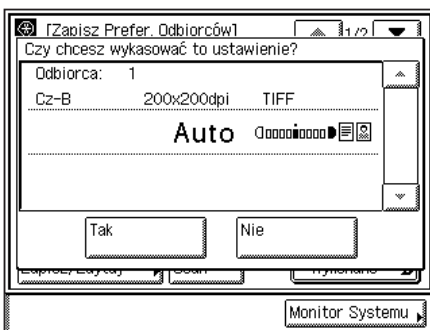 [Zapisz Prefer. Odbiorców] 1/2
Czy chcesz wykasować to ustawienie?
Odbiorca: 1
Cz-B 200x200dpi TIFF
Auto
Tak Nie
Monitor Systemu